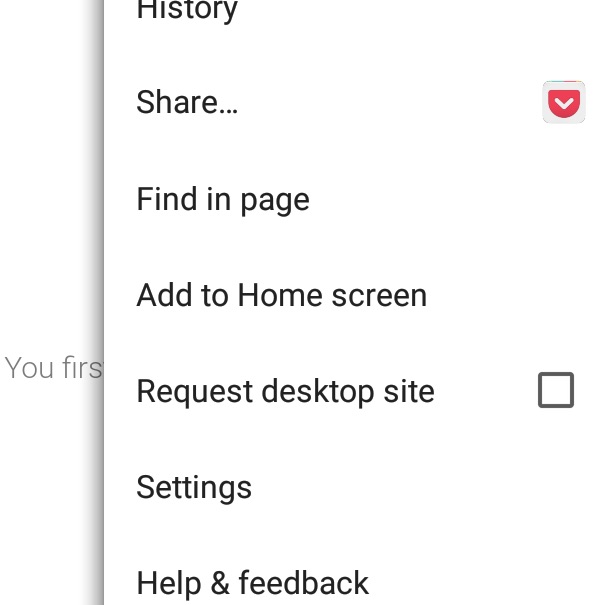 History
Share...
Find in page
Add to Home screen
You firs
Request desktop site
Settings
Help & feedback